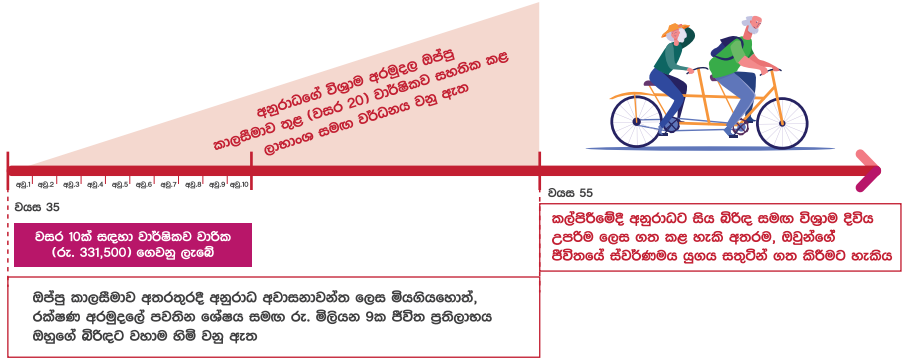 අනුරාධගේ විශ්‍රාම අරමුදල ඔප්පු
කාලසීමාව තුළ (වසර 20) වාර්ෂිකව සහතික කළ
ලාභාංශ සමඟ වර්ධනය වනු ඇත
අවු.1 අවු.2 අවු.3 අවු.4 අවු.5 අවු.6 අවු.7 අවු.8 අවු.9 අවු.10
වයස 35
වයස 55
වසර 10ක් සඳහා වාර්ෂිකව වාරික
(රු. 331,500) ගෙවනු ලැබේ
කල්පිරීමේදී අනුරාධට සිය බිරිඳ සමඟ විශ්‍රාම දිවිය
උපරිම ලෙස ගත කළ හැකි අතරම, ඔවුන්ගේ
ජීවිතයේ ස්වර්ණමය යුගය සතුටින් ගත කිරීමට හැකිය
ඔප්පු කාලසීමාව අතරතුරදී අනුරාධ අවාසනාවන්ත ලෙස මියගියහොත්,
රක්ෂණ අරමුදලේ පවතින ශේෂය සමඟ රු. මිලියන 9ක ජීවිත ප්‍රතිලාභය
ඔහුගේ බිරිඳට වහාම හිමි වනු ඇත